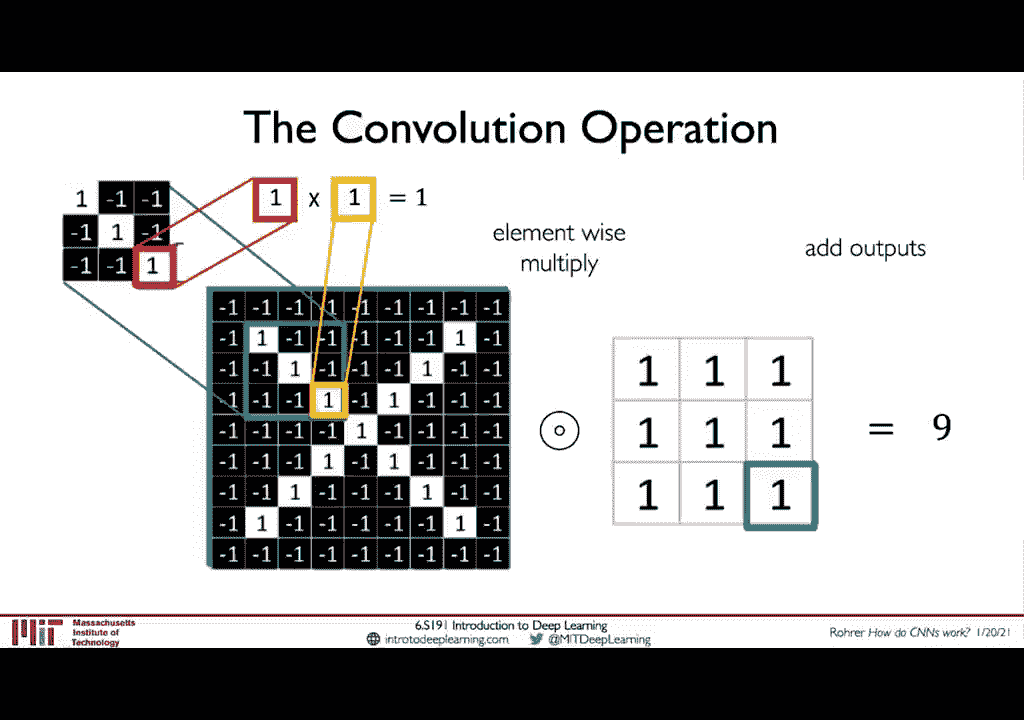 The Convolution Operation
1 -1 -1
-1 1 -1
-1 -1 1
1 x 1 = 1
element wise
multiply
add outputs
-1 -1 -1 -1 -1 -1 -1 -1 -1
-1 1 -1 -1 -1 -1 -1 1 -1
-1 -1 1 -1 -1 -1 1 -1 -1
-1 -1 -1 1 -1 1 -1 -1 -1
-1 -1 -1 -1 1 -1 -1 -1 -1
-1 -1 -1 1 -1 1 -1 -1 -1
-1 -1 1 -1 -1 -1 1 -1 -1
-1 1 -1 -1 -1 -1 -1 1 -1
-1 -1 -1 -1 -1 -1 -1 -1 -1
1 1 1
1 1 1
1 1 1
= 9
Massachusetts
Institute of
Technology
6.S191 Introduction to Deep Learning
introtodeeplearning.com @MITDeepLearning
Rohrer How do CNNs work? 1/20/21